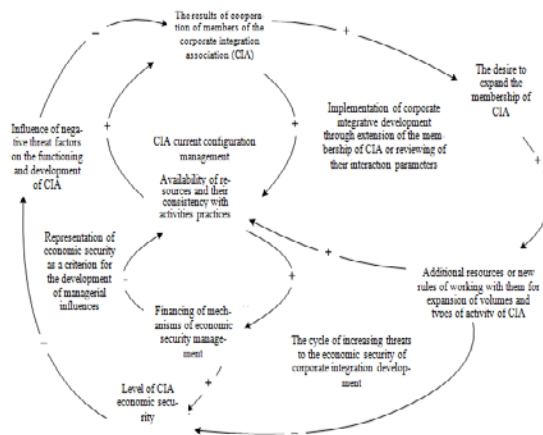 The results of coopera-
tion of members of the
corporate integration
association (CIA)
−
+
The desire to
expand the
membership of
CIA
Influence of nega-
tive threat factors
on the functioning
and development
of CIA
+
+
Implementation of corporate
integrative development
through extension of the mem-
bership of CIA or reviewing of
their interaction parameters
CIA current configuration
management
+
Availability of re-
sources and their
consistency with
activities practices
Representation of
economic security
as a criterion for
the development
of managerial
influences
+
−
+
Additional resources or new
rules of working with them for
expansion of volumes and
types of activity of CIA
Financing of mech-
anisms of economic
security manage-
ment
The cycle of increasing threats
to the economic security of
corporate integration develop-
ment
−
+
Level of CIA
economic secu-
rity
−